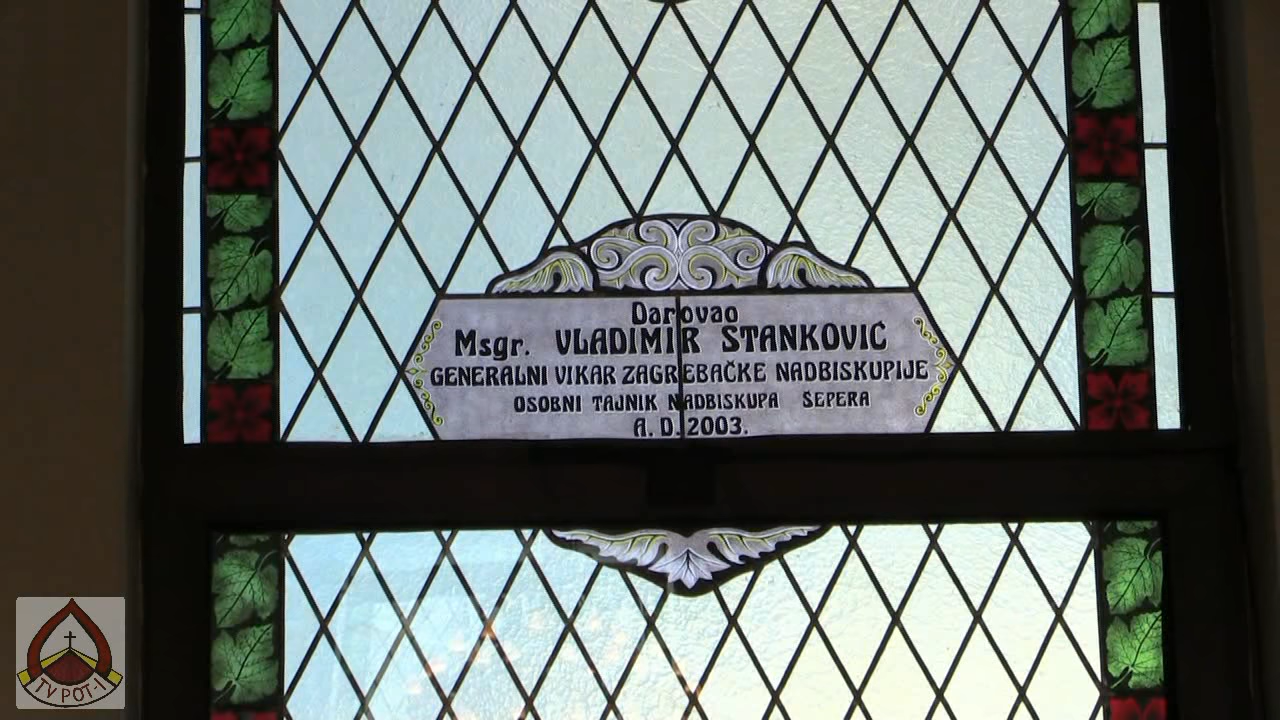 Darovao
Msgr. VLADIMIR STANKOVIĆ
GENERALNI VIKAR ZAGREBAČKE NADBISKUPIJE
OSOBNI TAJNIK NADBISKUPA ŠEPERA
A. D. 2003.
TV POT-1